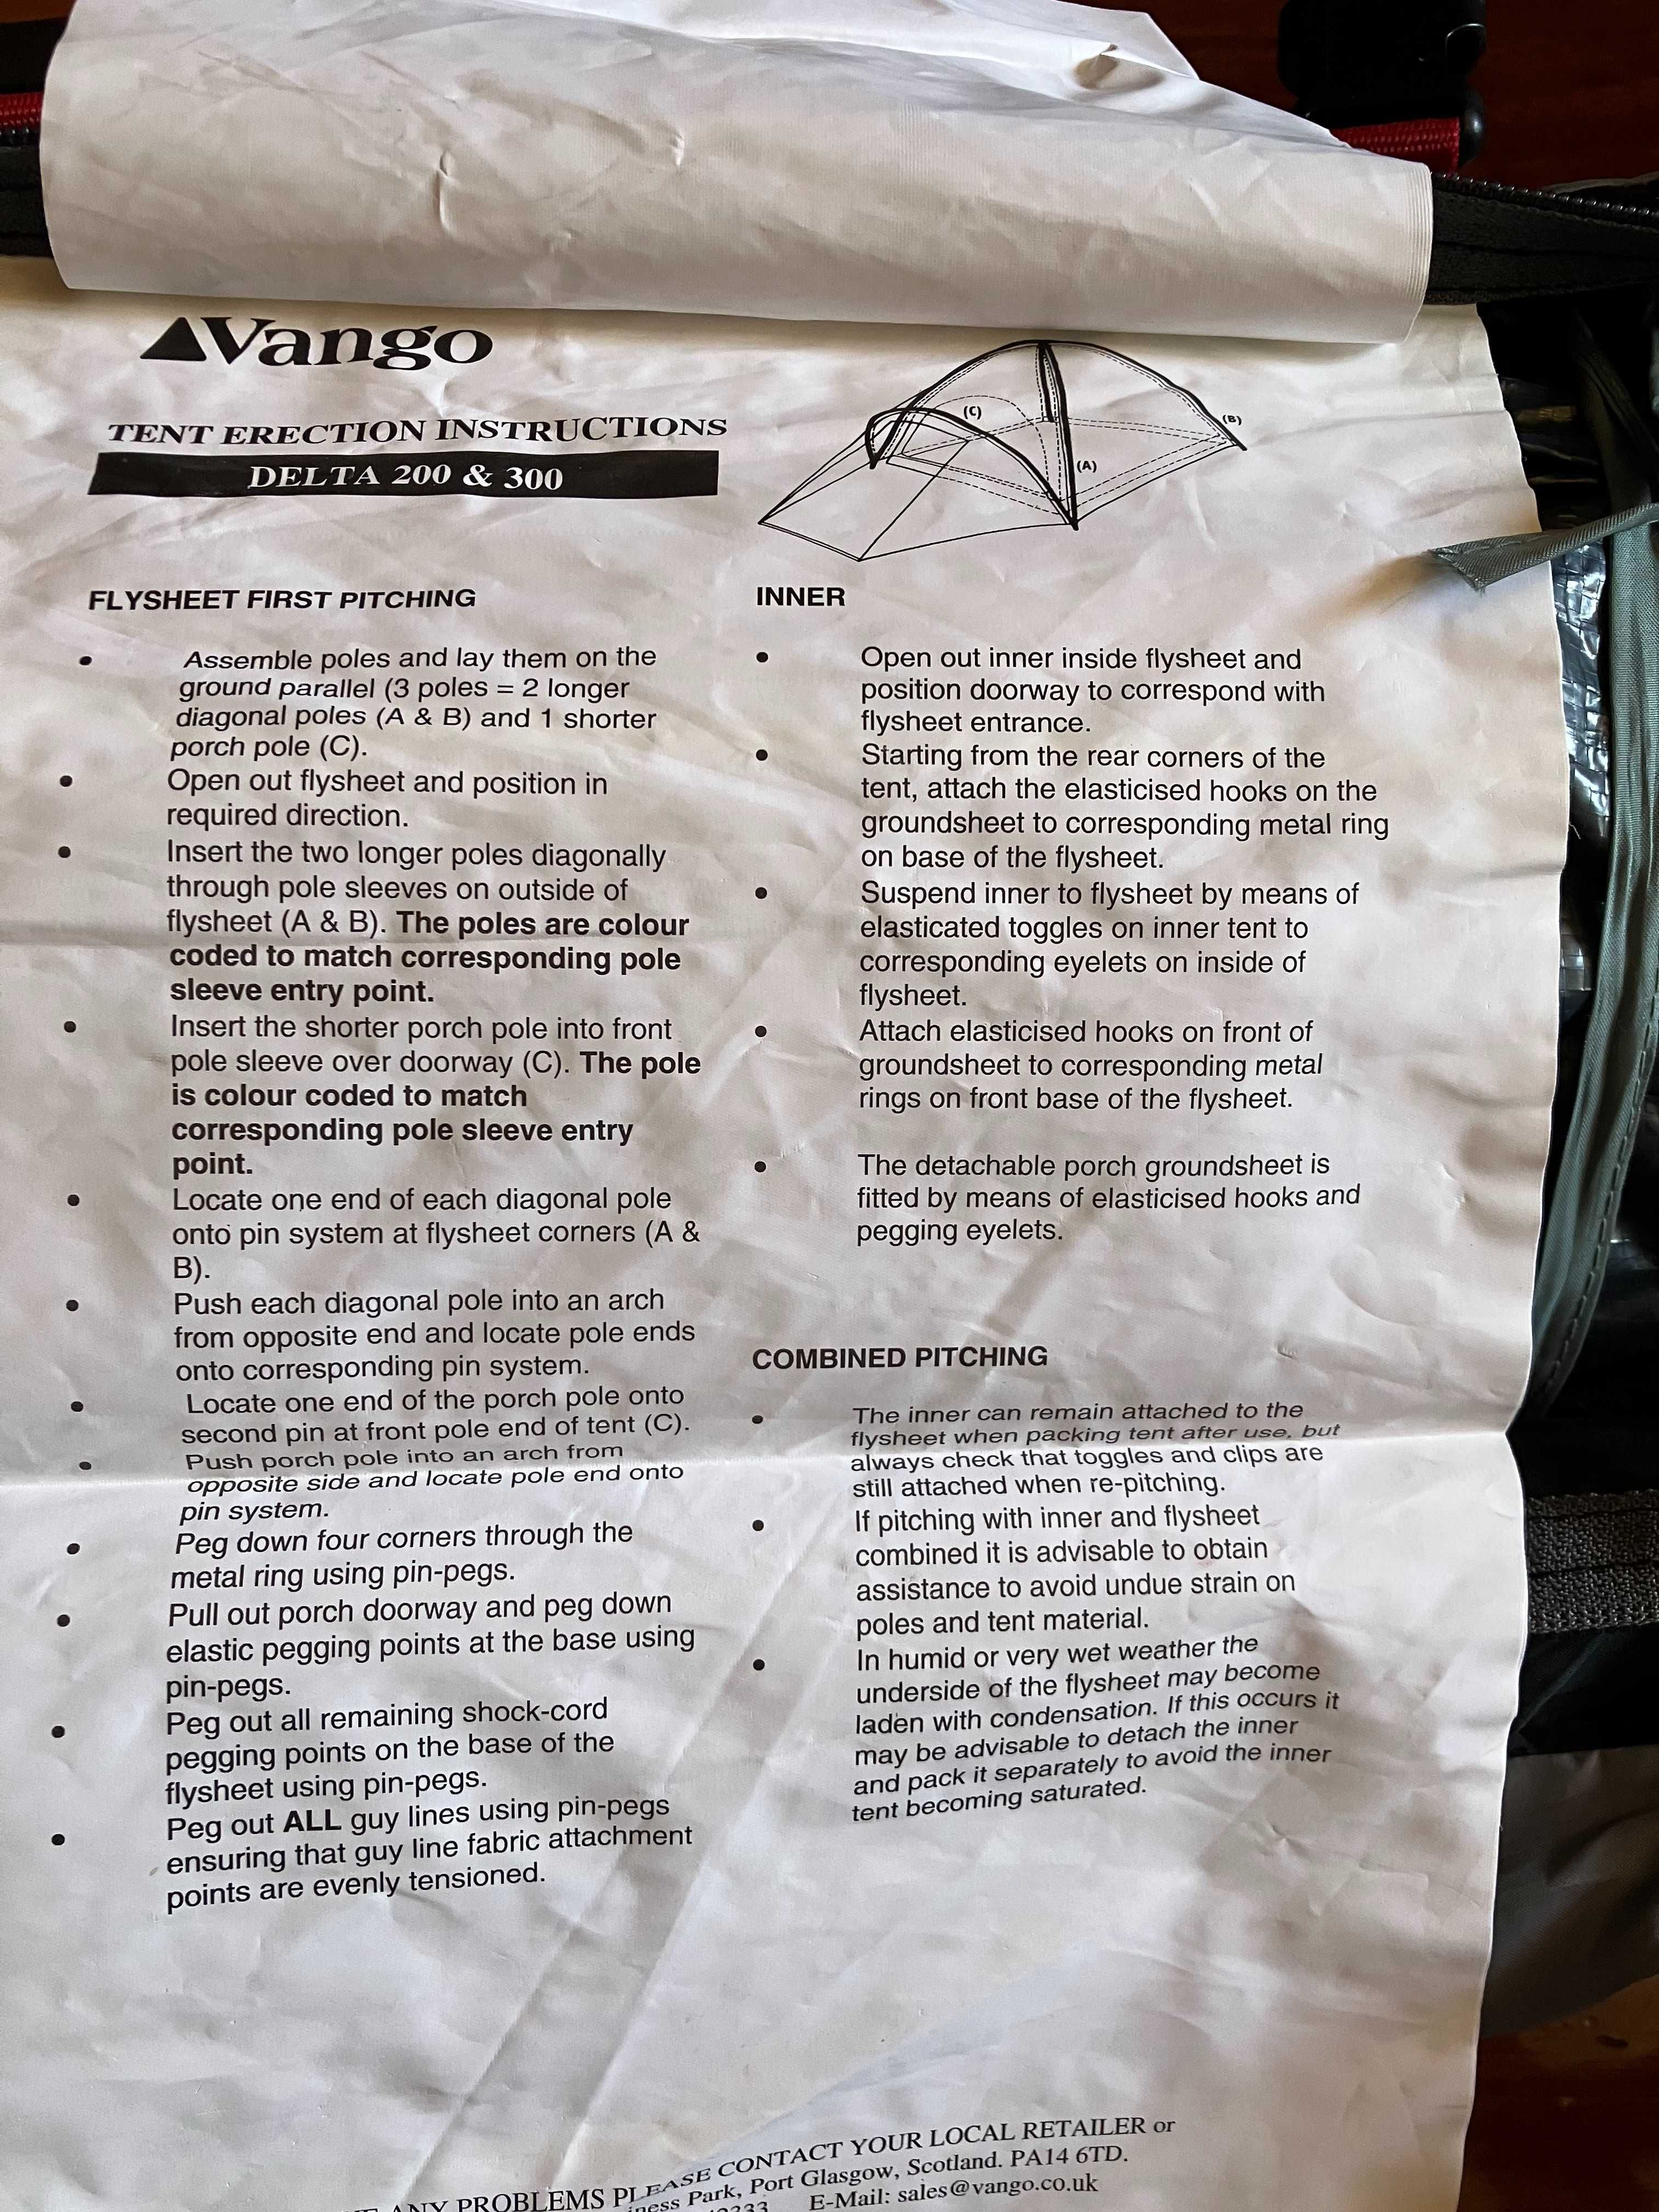 Vango
TENT ERECTION INSTRUCTIONS
DELTA 200 & 300
(C)
(B)
(A)
FLYSHEET FIRST PITCHING
• Assemble poles and lay them on the
ground parallel (3 poles = 2 longer
diagonal poles (A & B) and 1 shorter
porch pole (C).
• Open out flysheet and position in
required direction.
• Insert the two longer poles diagonally
through pole sleeves on outside of
flysheet (A & B). The poles are colour
coded to match corresponding pole
sleeve entry point.
• Insert the shorter porch pole into front
pole sleeve over doorway (C). The pole
is colour coded to match
corresponding pole sleeve entry
point.
• Locate one end of each diagonal pole
onto pin system at flysheet corners (A &
B).
• Push each diagonal pole into an arch
from opposite end and locate pole ends
onto corresponding pin system.
• Locate one end of the porch pole onto
second pin at front pole end of tent (C).
• Push porch pole into an arch from
opposite side and locate pole end onto
pin system.
• Peg down four corners through the
metal ring using pin-pegs.
• Pull out porch doorway and peg down
elastic pegging points at the base using
pin-pegs.
• Peg out all remaining shock-cord
pegging points on the base of the
flysheet using pin-pegs.
• Peg out ALL guy lines using pin-pegs
ensuring that guy line fabric attachment
points are evenly tensioned.
INNER
• Open out inner inside flysheet and
position doorway to correspond with
flysheet entrance.
• Starting from the rear corners of the
tent, attach the elasticised hooks on the
groundsheet to corresponding metal ring
on base of the flysheet.
• Suspend inner to flysheet by means of
elasticated toggles on inner tent to
corresponding eyelets on inside of
flysheet.
• Attach elasticised hooks on front of
groundsheet to corresponding metal
rings on front base of the flysheet.
• The detachable porch groundsheet is
fitted by means of elasticised hooks and
pegging eyelets.
COMBINED PITCHING
• The inner can remain attached to the
flysheet when packing tent after use, but
always check that toggles and clips are
still attached when re-pitching.
• If pitching with inner and flysheet
combined it is advisable to obtain
assistance to avoid undue strain on
poles and tent material.
• In humid or very wet weather the
underside of the flysheet may become
laden with condensation. If this occurs it
may be advisable to detach the inner
and pack it separately to avoid the inner
tent becoming saturated.
ANY PROBLEMS PLEASE CONTACT YOUR LOCAL RETAILER or
Park, Port Glasgow, Scotland. PA14 6TD.
E-Mail: sales@vango.co.uk